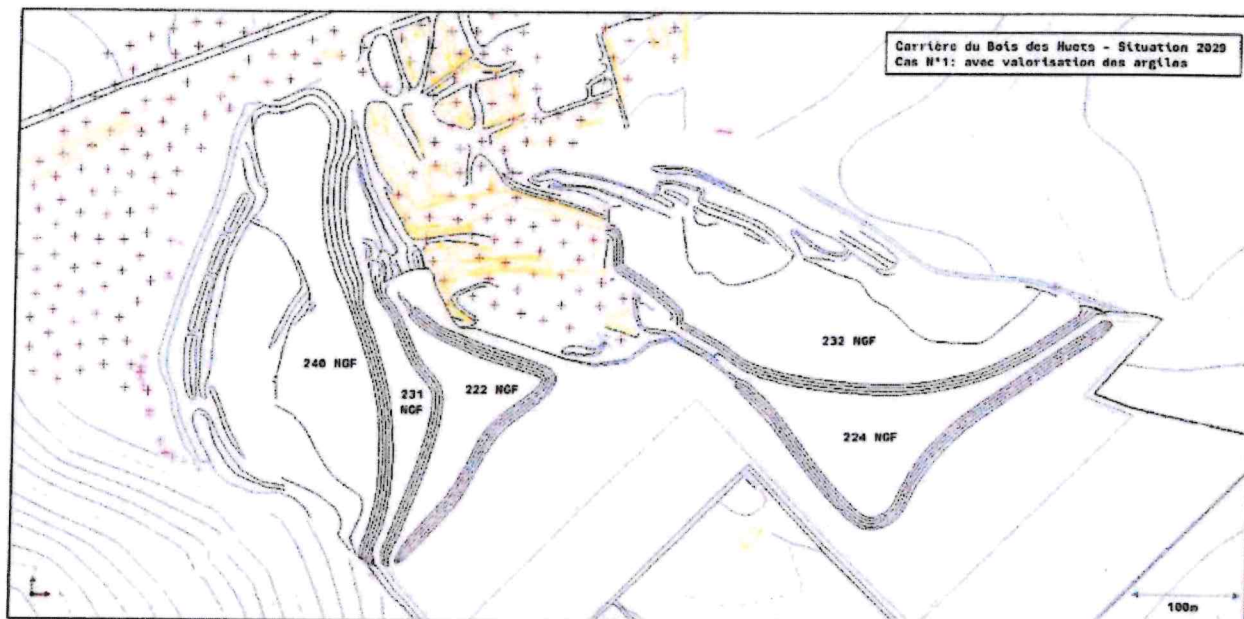 Carrière du Bois des Huets - Situation 2029
Cas N°1: avec valorisation des argiles
240 NGF
231
NGF
222 NGF
232 NGF
224 NGF
100m